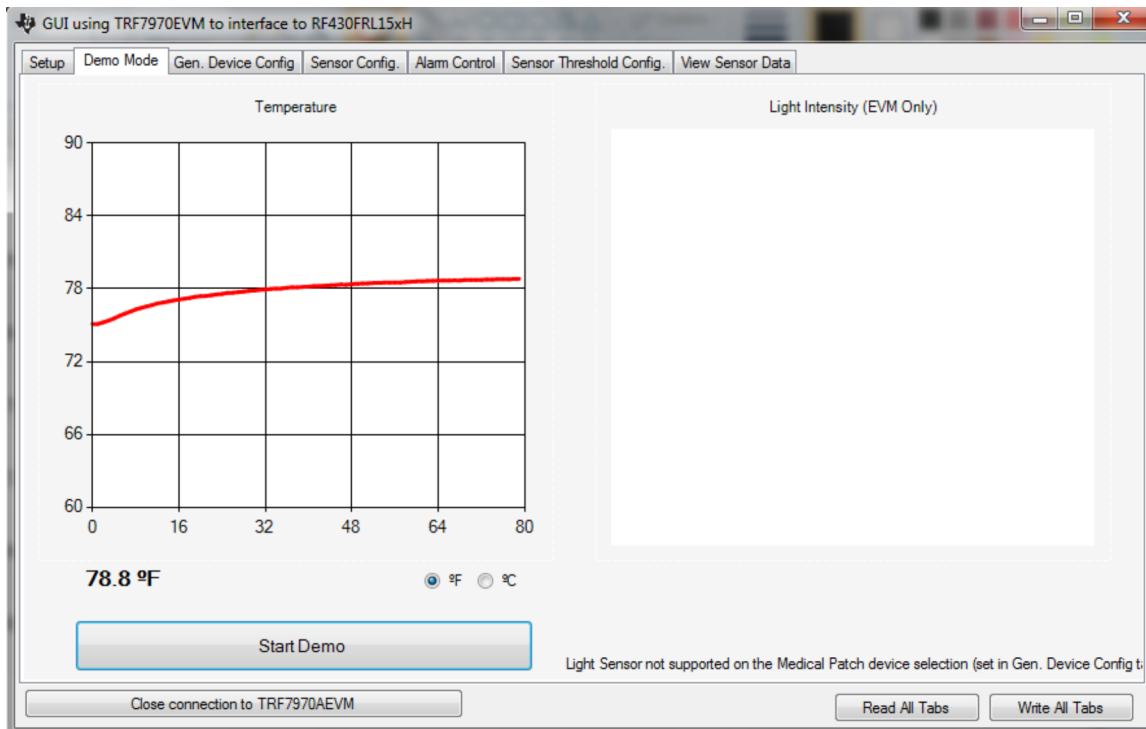 GUI using TRF7970EVM to interface to RF430FRL15xH
Setup
Demo Mode
Gen. Device Config
Sensor Config.
Alarm Control
Sensor Threshold Config.
View Sensor Data
Temperature
90
84
78
72
66
60
0 16 32 48 64 80
78.8 ºF
ºF
ºC
Start Demo
Light Intensity (EVM Only)
Light Sensor not supported on the Medical Patch device selection (set in Gen. Device Config t
Close connection to TRF7970AEVM
Read All Tabs
Write All Tabs